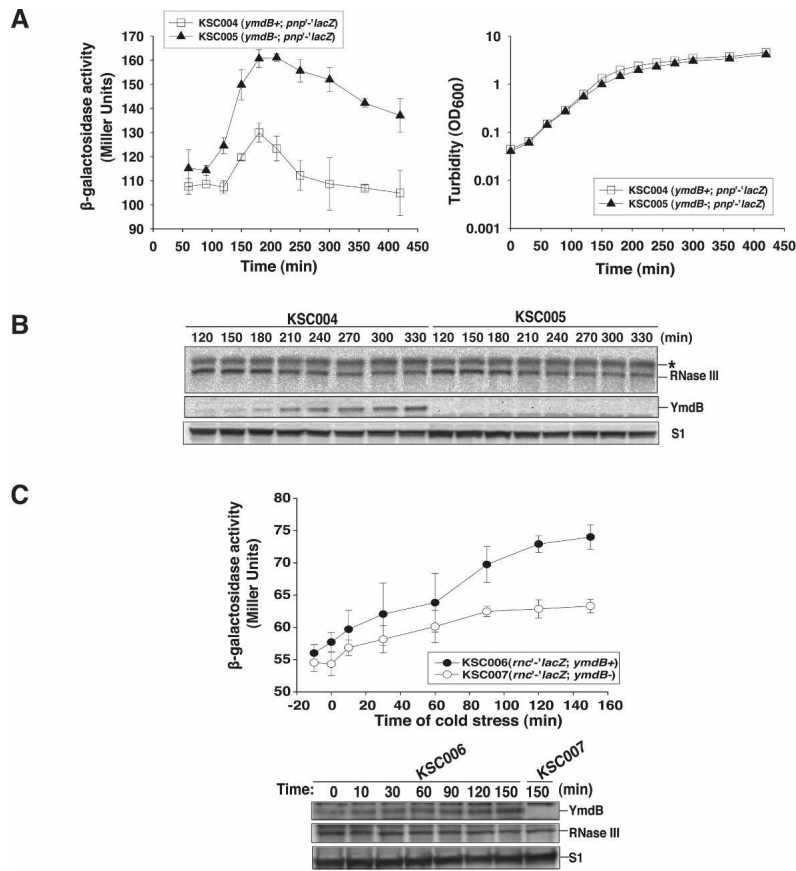 A
KSC004 (ymdB+; pnp'-'lacZ)
KSC005 (ymdB-; pnp'-'lacZ)
β-galactosidase activity
(Miller Units)
160
150
140
130
120
110
100
90
0 50 100 150 200 250 300 350 400 450
Time (min)
Turbidity (OD600)
10
1
0.1
0.01
0.001
KSC004 (ymdB+; pnp'-'lacZ)
KSC005 (ymdB-; pnp'-'lacZ)
0 50 100 150 200 250 300 350 400 450
Time (min)
B
KSC004 KSC005
120 150 180 210 240 270 300 330 120 150 180 210 240 270 300 330 (min)
*
RNase III
YmdB
S1
C
β-galactosidase activity
(Miller Units)
80
75
70
65
60
55
50
KSC006(rnc'-'lacZ; ymdB+)
KSC007(rnc'-'lacZ; ymdB-)
-20 0 20 40 60 80 100 120 140 160
Time of cold stress (min)
KSC006 KSC007
Time: 0 10 30 60 90 120 150 150 (min)
YmdB
RNase III
S1